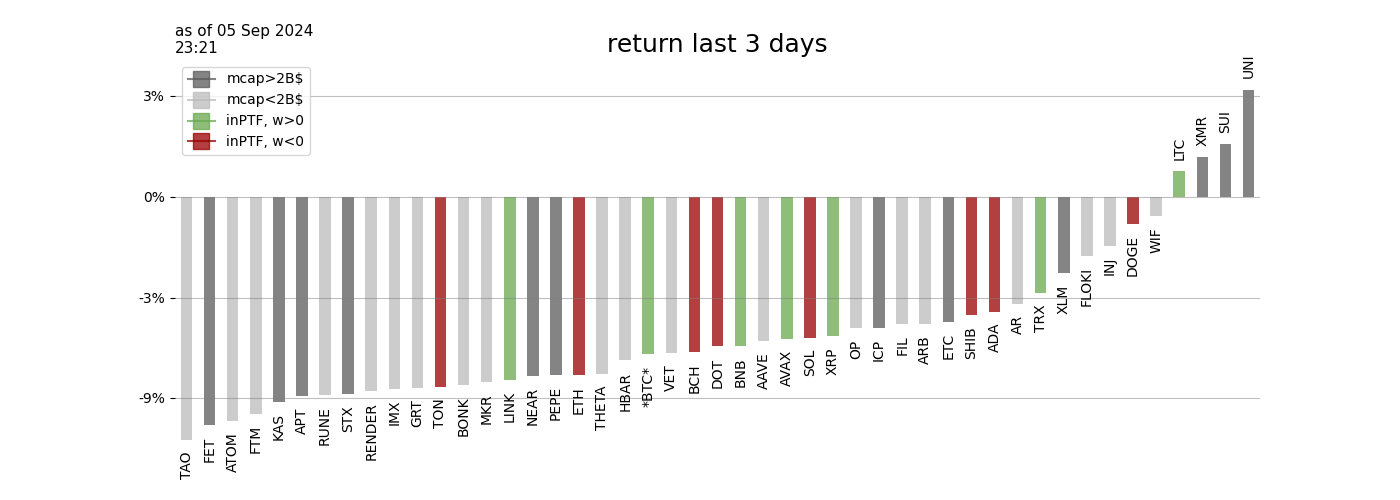 as of 05 Sep 2024
23:21
return last 3 days
mcap>2B$
mcap<2B$
inPTF, w>0
inPTF, w<0
3%
0%
-3%
-9%
TAO
FET
ATOM
FTM
KAS
APT
RUNE
STX
RENDER
IMX
GRT
TON
BONK
MKR
LINK
NEAR
PEPE
ETH
THETA
HBAR
*BTC*
VET
BCH
DOT
BNB
AAVE
AVAX
SOL
XRP
OP
ICP
FIL
ARB
ETC
SHIB
ADA
AR
TRX
XLM
FLOKI
INJ
DOGE
WIF
LTC
XMR
SUI
UNI